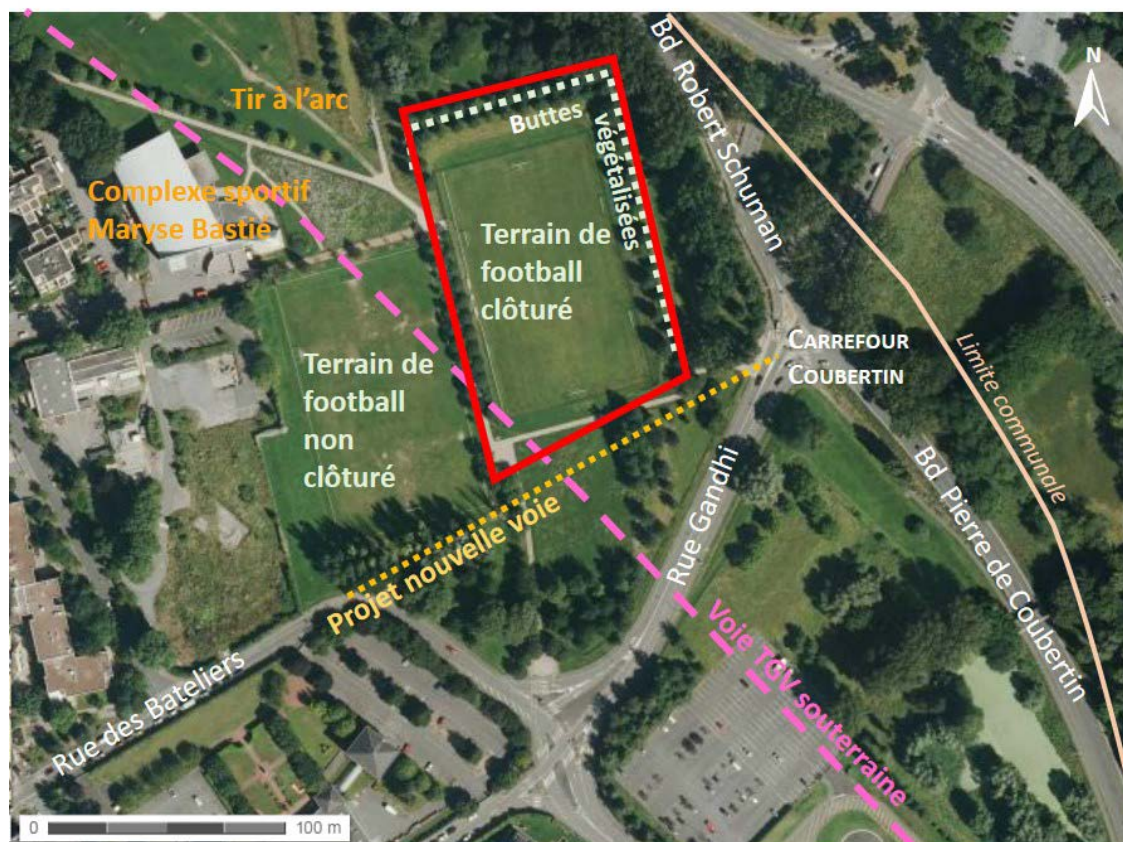 Bd Robert Schuman
N
Tir à l'arc
Buttes
végétalisées
Complexe sportif
Maryse Bastié
Terrain de
football
clôturé
CARREFOUR
COUBERTIN
Limite communale
Terrain de
football
non
clôturé
Rue Gandhi
Bd Pierre de Coubertin
Projet nouvelle voie
Voie TGV souterraine
Rue des Bateliers
0 100 m